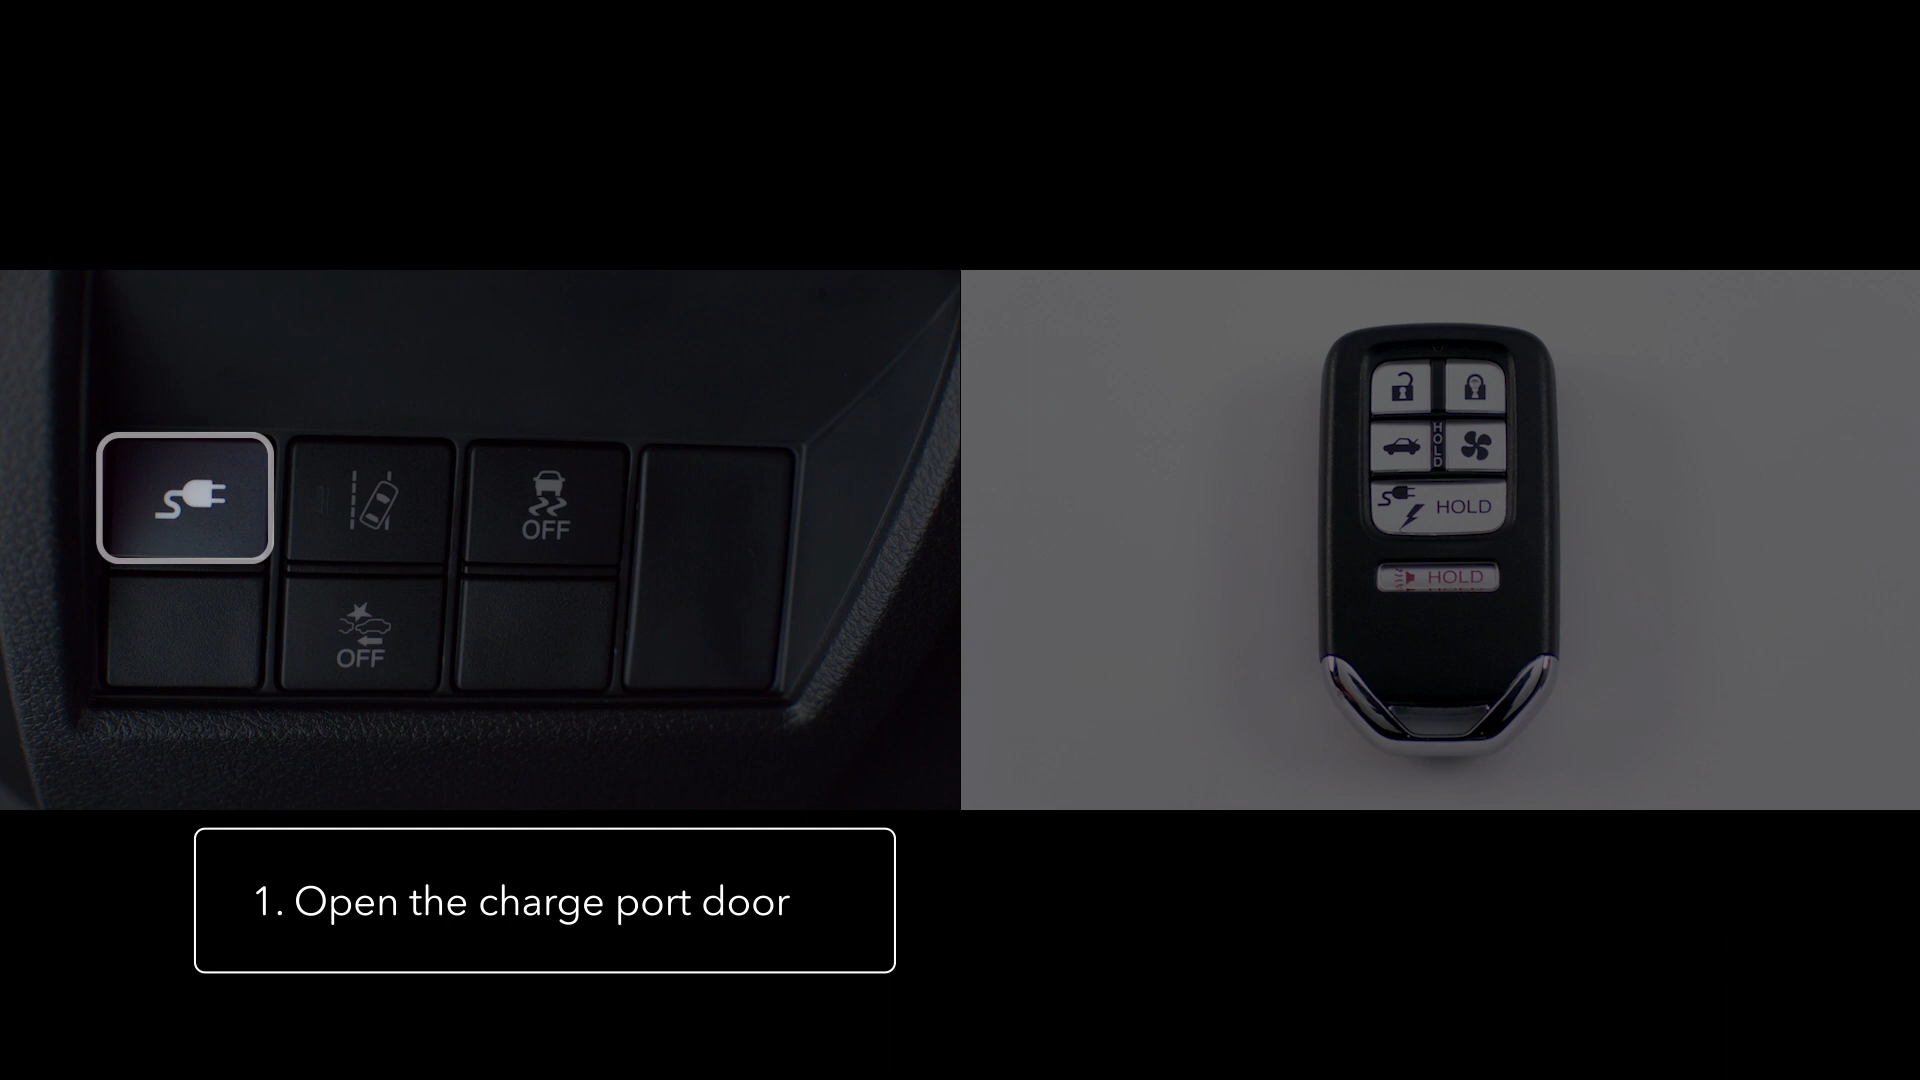 OFF
OFF
HOLD
HOLD
HOLD
1. Open the charge port door